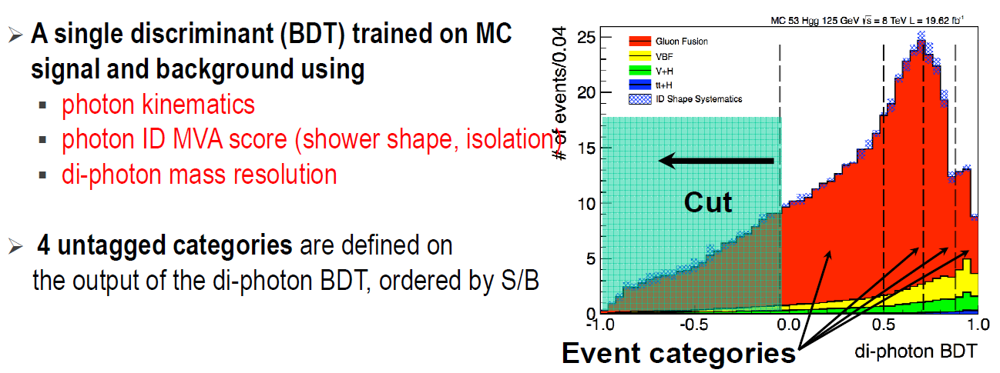 ➢ A single discriminant (BDT) trained on MC
signal and background using
▪ photon kinematics
▪ photon ID MVA score (shower shape, isolation)
▪ di-photon mass resolution
➢ 4 untagged categories are defined on
the output of the di-photon BDT, ordered by S/B
MC 53 Hgg 125 GeV √s = 8 TeV L = 19.62 fb⁻¹
# of events/0.04
25
20
15
10
5
0
Gluon Fusion
VBF
V+H
tt+H
ID Shape Systematics
Cut
-1.0 -0.5 0.0 0.5 1.0
di-photon BDT
Event categories